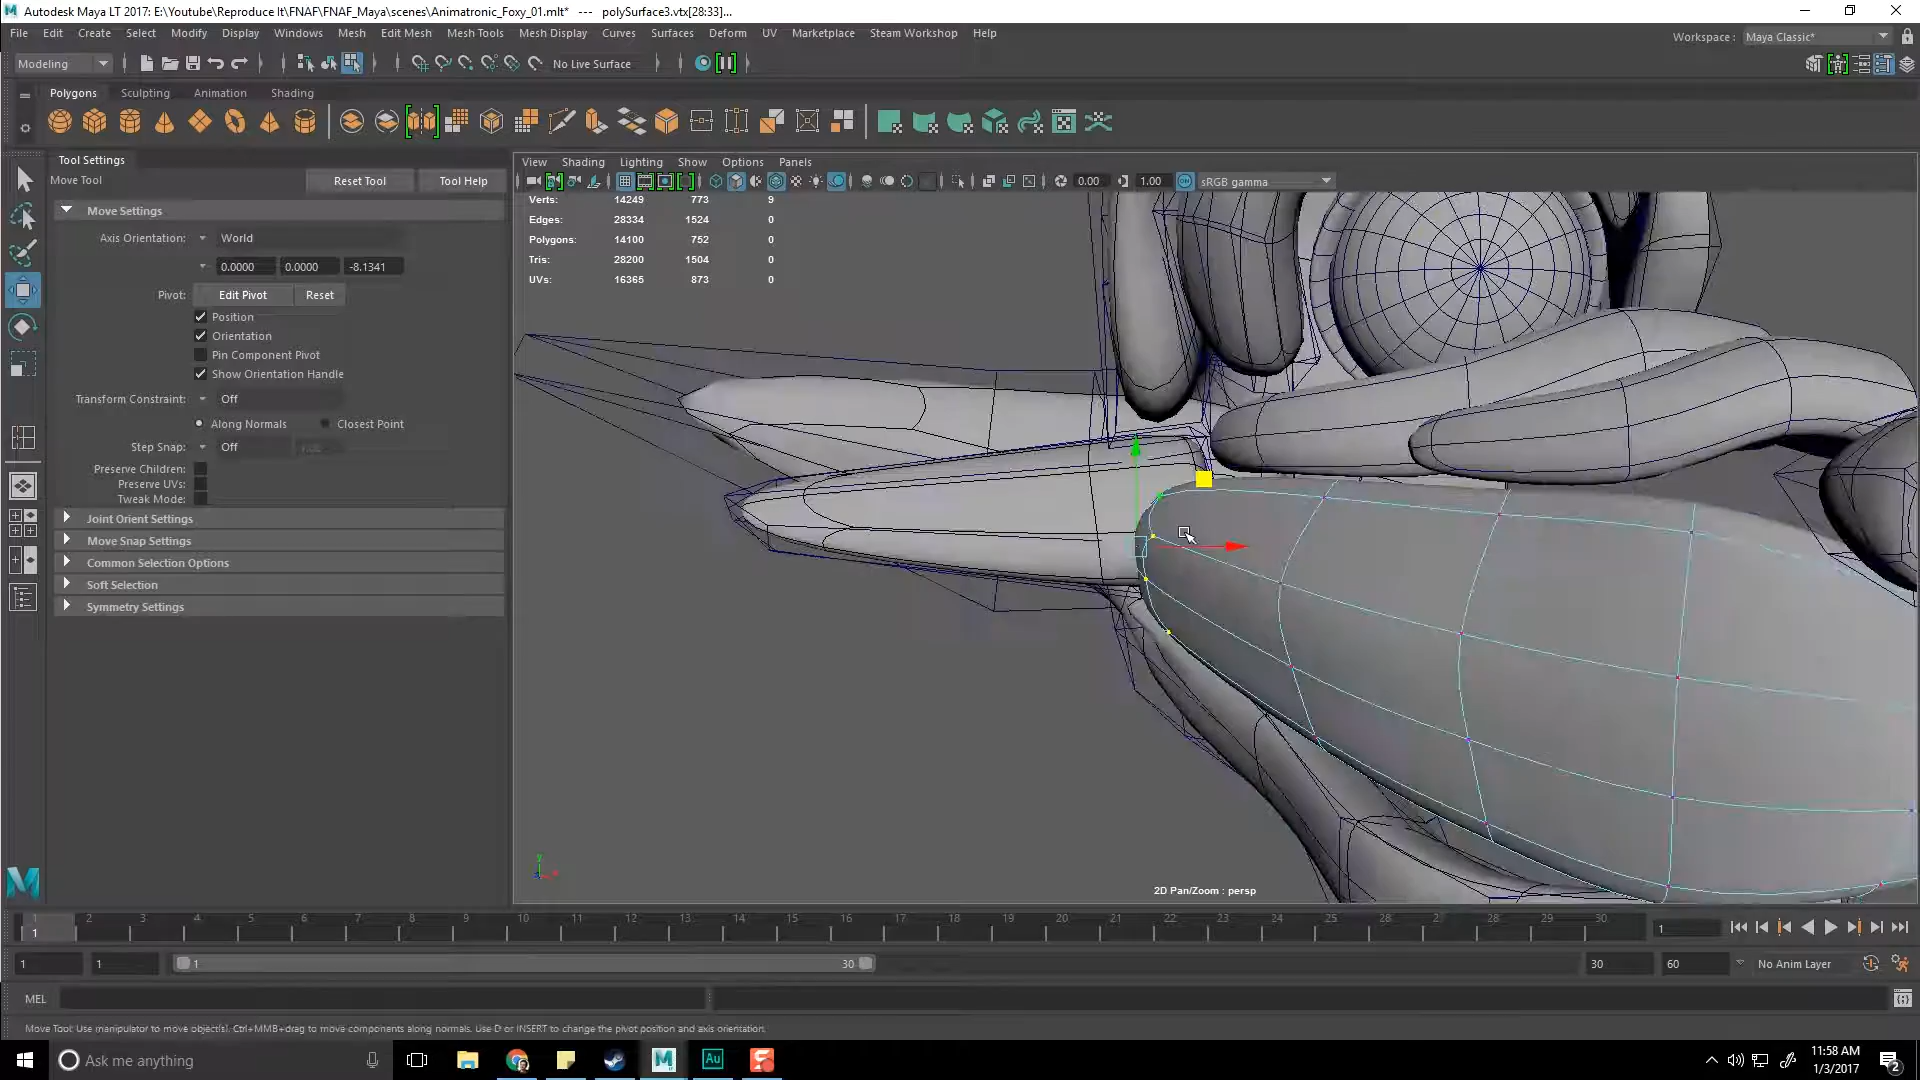 Autodesk Maya LT 2017: E:\Youtube\Reproduce It\FNAF\FNAF_Maya\scenes\Animatronic_Foxy_01.mlt* --- polySurface3.vtx[28:33]...
File Edit Create Select Modify Display Windows Mesh Edit Mesh Mesh Tools Mesh Display Curves Surfaces Deform UV Marketplace Steam Workshop Help
Workspace : Maya Classic*
Modeling No Live Surface
Polygons Sculpting Animation Shading
Tool Settings
Move Tool Reset Tool Tool Help
Move Settings
Axis Orientation: World
0.0000 0.0000 -8.1341
Pivot: Edit Pivot Reset
Position
Orientation
Pin Component Pivot
Show Orientation Handle
Transform Constraint: Off
Along Normals Closest Point
Step Snap: Off
Preserve Children:
Preserve UVs:
Tweak Mode:
Joint Orient Settings
Move Snap Settings
Common Selection Options
Soft Selection
Symmetry Settings
View Shading Lighting Show Options Panels
0.00 1.00 sRGB gamma
Verts: 14249 773 9
Edges: 28334 1524 0
Polygons: 14100 752 0
Tris: 28200 1504 0
UVs: 16365 873 0
2D Pan/Zoom : persp
1 2 3 4 5 6 7 8 9 10 11 12 13 14 15 16 17 18 19 20 21 22 23 24 25 26 2 28 29 30
1 1
1 1 1 30 30 60 No Anim Layer
MEL
Move Tool: Use manipulator to move object(s). Ctrl+MMB+drag to move components along normals. Use D or INSERT to change the pivot position and axis orientation.
Ask me anything
Au
11:58 AM
1/3/2017
2